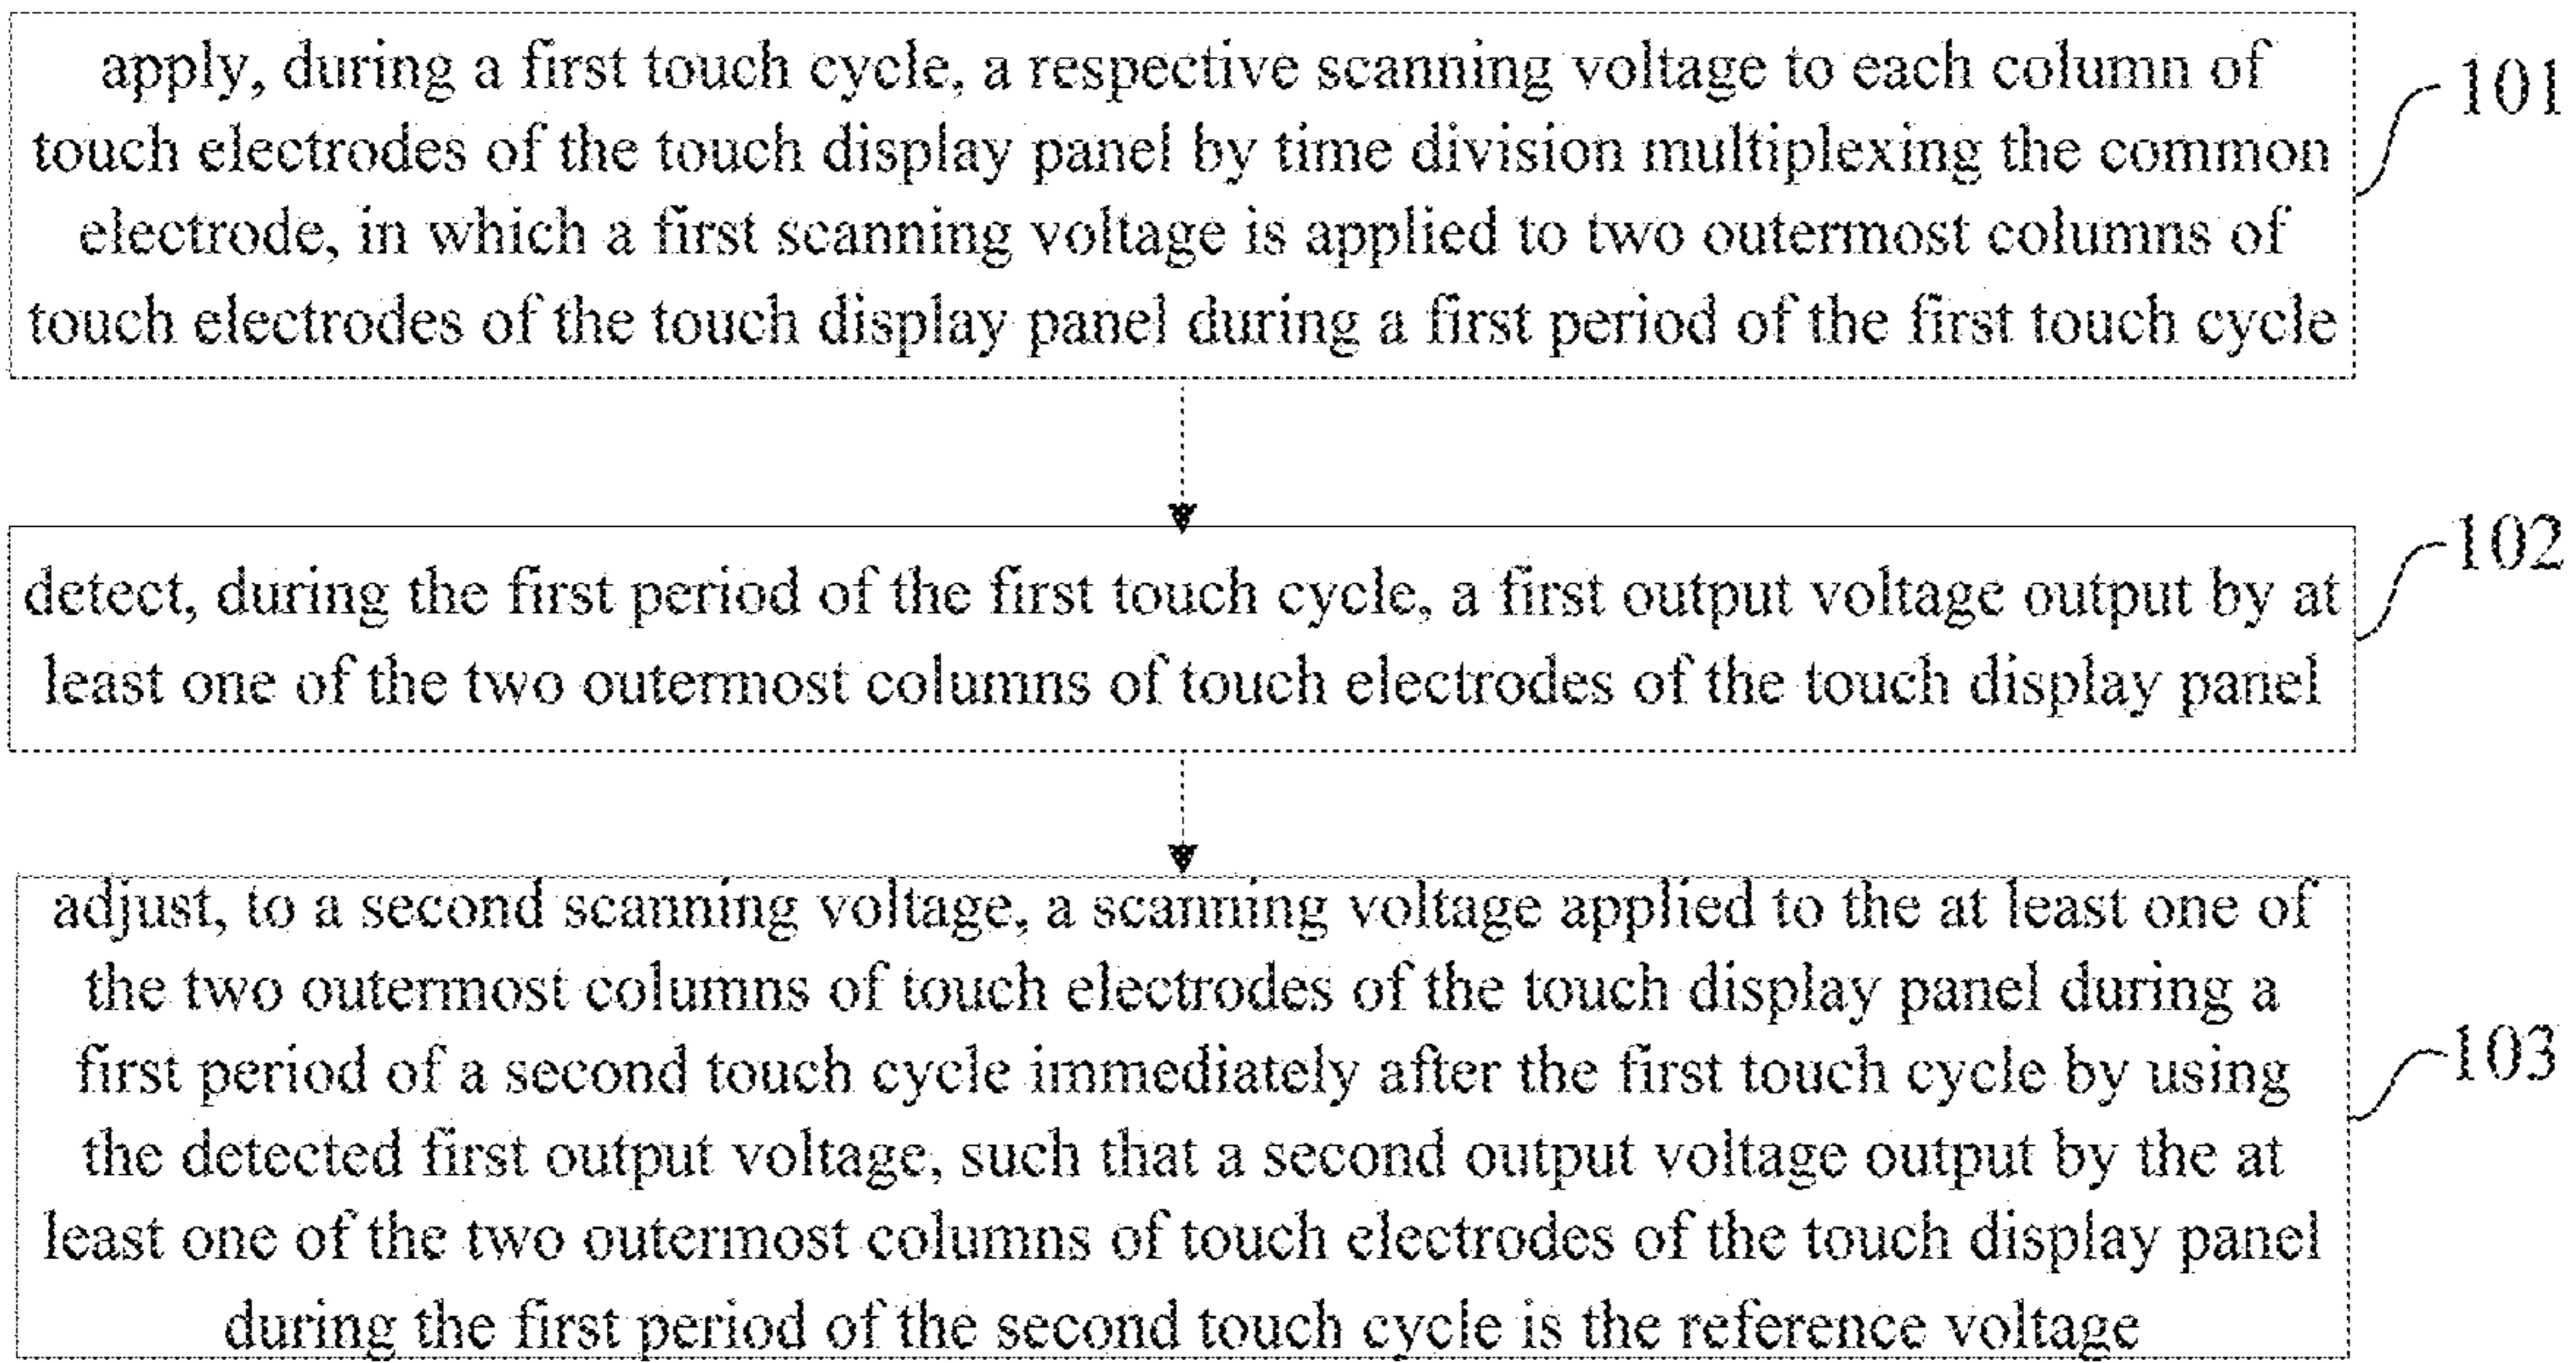 apply, during a first touch cycle, a respective scanning voltage to each column of
touch electrodes of the touch display panel by time division multiplexing the common
electrode, in which a first scanning voltage is applied to two outermost columns of
touch electrodes of the touch display panel during a first period of the first touch cycle
101
detect, during the first period of the first touch cycle, a first output voltage output by at
least one of the two outermost columns of touch electrodes of the touch display panel
102
adjust, to a second scanning voltage, a scanning voltage applied to the at least one of
the two outermost columns of touch electrodes of the touch display panel during a
first period of a second touch cycle immediately after the first touch cycle by using
the detected first output voltage, such that a second output voltage output by the at
least one of the two outermost columns of touch electrodes of the touch display panel
during the first period of the second touch cycle is the reference voltage
103